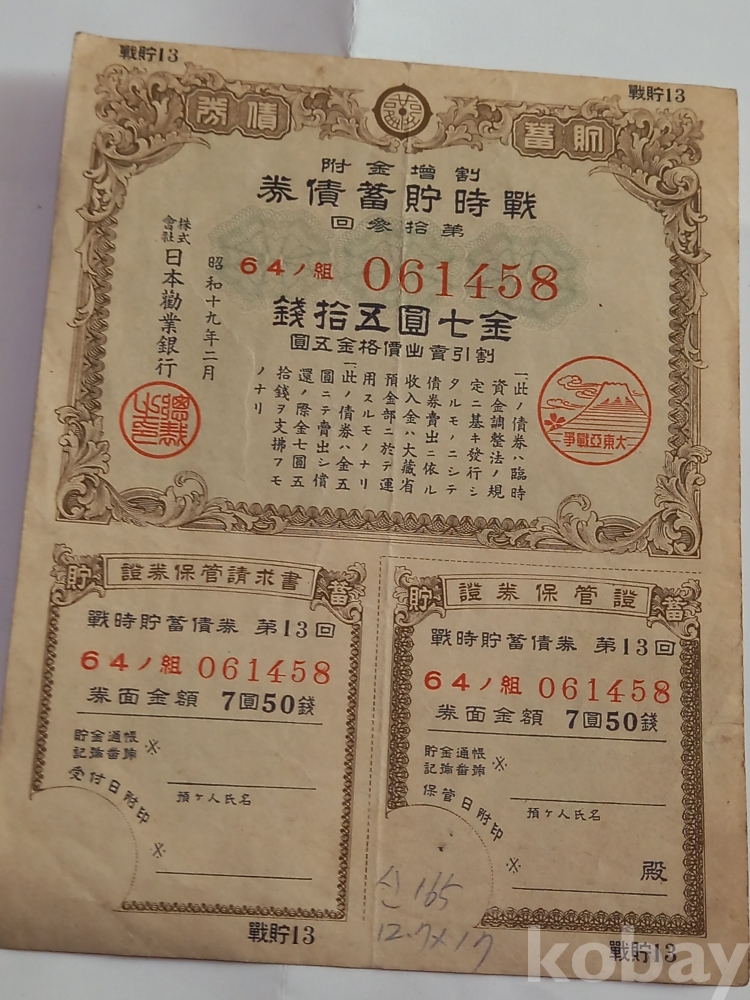 戰貯13
戰貯13
券債
蓄貯
附金增割
券債蓄貯時戰
回參拾第
64ノ組 061458
錢拾五圓七金
圓五金格價出賣引割
一、此ノ債券ハ臨時
資金調整法ノ規
定ニ基キ發行シ
タルモノニシテ
債券賣出ニ依ル
收入金ハ大藏省
預金部ニ於テ運
用スルモノナリ
一、此ノ債券ハ金五
圓ニテ賣出シ償
還ノ際金七圓五
拾錢ヲ支拂フモ
ノナリ
昭和十九年二月
株式會社日本勸業銀行
總裁之印
爭戰亞東大
貯蓄
證券保管請求書
戰時貯蓄債券 第13回
64ノ組 061458
券面金額 7圓50錢
貯金通帳
記號番號
※
預ケ人氏名
受付日附印
※
戰貯13
貯蓄
證管保券證
戰時貯蓄債券 第13回
64ノ組 061458
券面金額 7圓50錢
貯金通帳
記號番號
※
預ケ人氏名
保管日附印
※
殿
신165
12.7×17
戰貯13
kobay